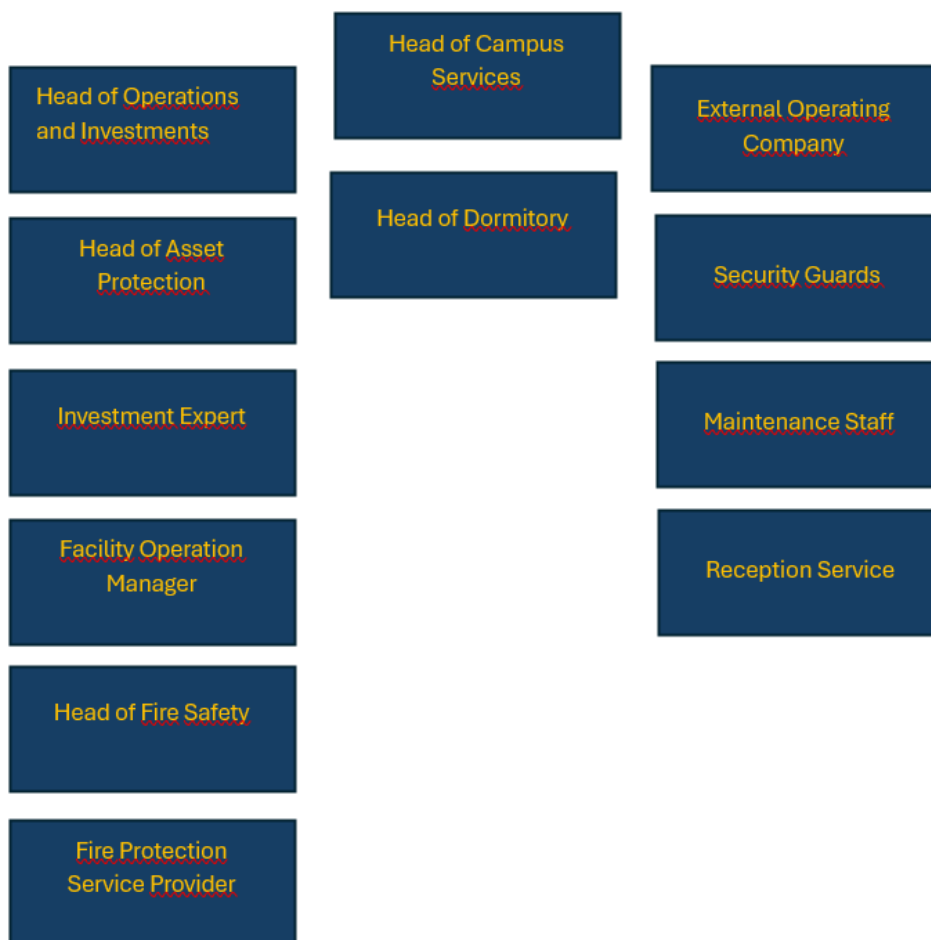 Head of Campus
Services
Head of Operations
and Investments
External Operating
Company
Head of Dormitory
Head of Asset
Protection
Security Guards
Investment Expert
Maintenance Staff
Facility Operation
Manager
Reception Service
Head of Fire Safety
Fire Protection
Service Provider